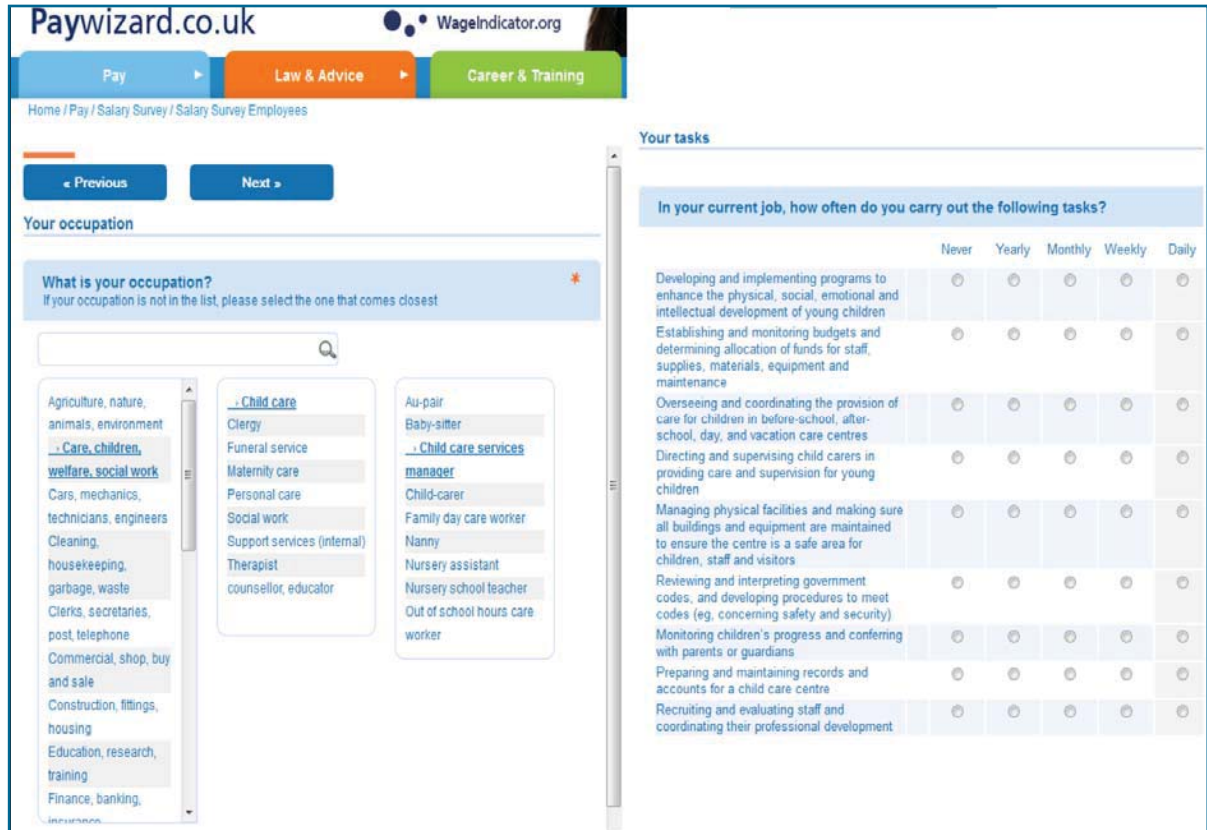 Paywizard.co.uk
WageIndicator.org
Pay
Law & Advice
Career & Training
Home / Pay / Salary Survey / Salary Survey Employees
« Previous
Next »
Your occupation
What is your occupation?
*
If your occupation is not in the list, please select the one that comes closest
Agriculture, nature,
animals, environment
› Care, children,
welfare, social work
Cars, mechanics,
technicians, engineers
Cleaning,
housekeeping,
garbage, waste
Clerks, secretaries,
post, telephone
Commercial, shop, buy
and sale
Construction, fittings,
housing
Education, research,
training
Finance, banking,
insurance
› Child care
Clergy
Funeral service
Maternity care
Personal care
Social work
Support services (internal)
Therapist
counsellor, educator
Au-pair
Baby-sitter
› Child care services
manager
Child-carer
Family day care worker
Nanny
Nursery assistant
Nursery school teacher
Out of school hours care
worker
Your tasks
In your current job, how often do you carry out the following tasks?
Never Yearly Monthly Weekly Daily
Developing and implementing programs to
enhance the physical, social, emotional and
intellectual development of young children
Establishing and monitoring budgets and
determining allocation of funds for staff,
supplies, materials, equipment and
maintenance
Overseeing and coordinating the provision of
care for children in before-school, after-
school, day, and vacation care centres
Directing and supervising child carers in
providing care and supervision for young
children
Managing physical facilities and making sure
all buildings and equipment are maintained
to ensure the centre is a safe area for
children, staff and visitors
Reviewing and interpreting government
codes, and developing procedures to meet
codes (eg, concerning safety and security)
Monitoring children's progress and conferring
with parents or guardians
Preparing and maintaining records and
accounts for a child care centre
Recruiting and evaluating staff and
coordinating their professional development